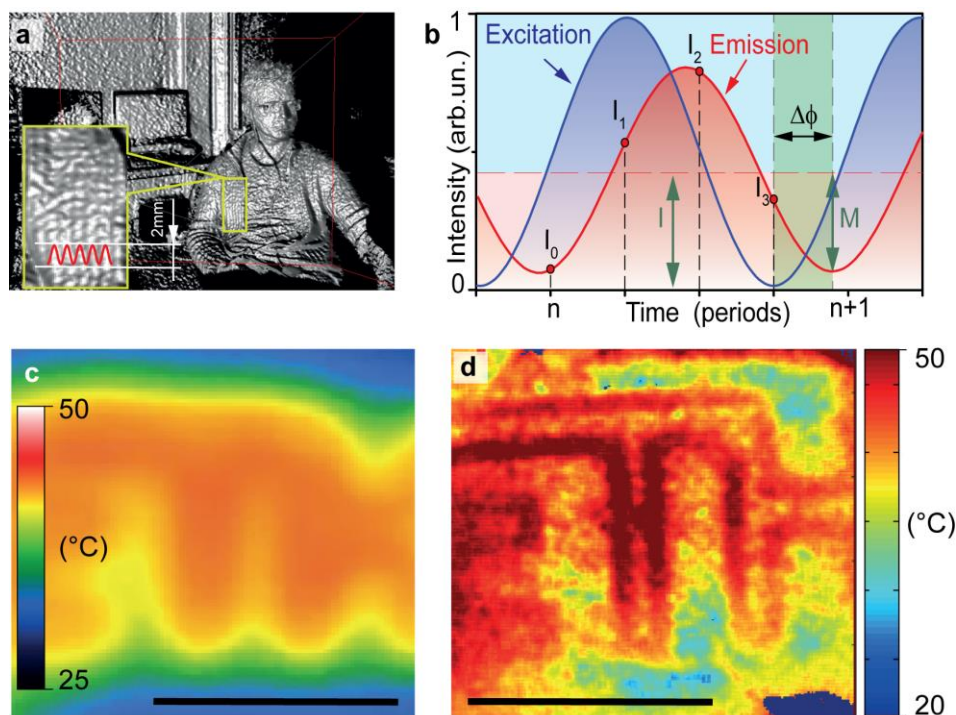 a
2mm
b
1
Intensity (arb.un.)
0
Excitation
Emission
I0
I1
I2
I3
Δϕ
I
M
n
Time (periods)
n+1
c
50
(°C)
25
d
50
(°C)
20